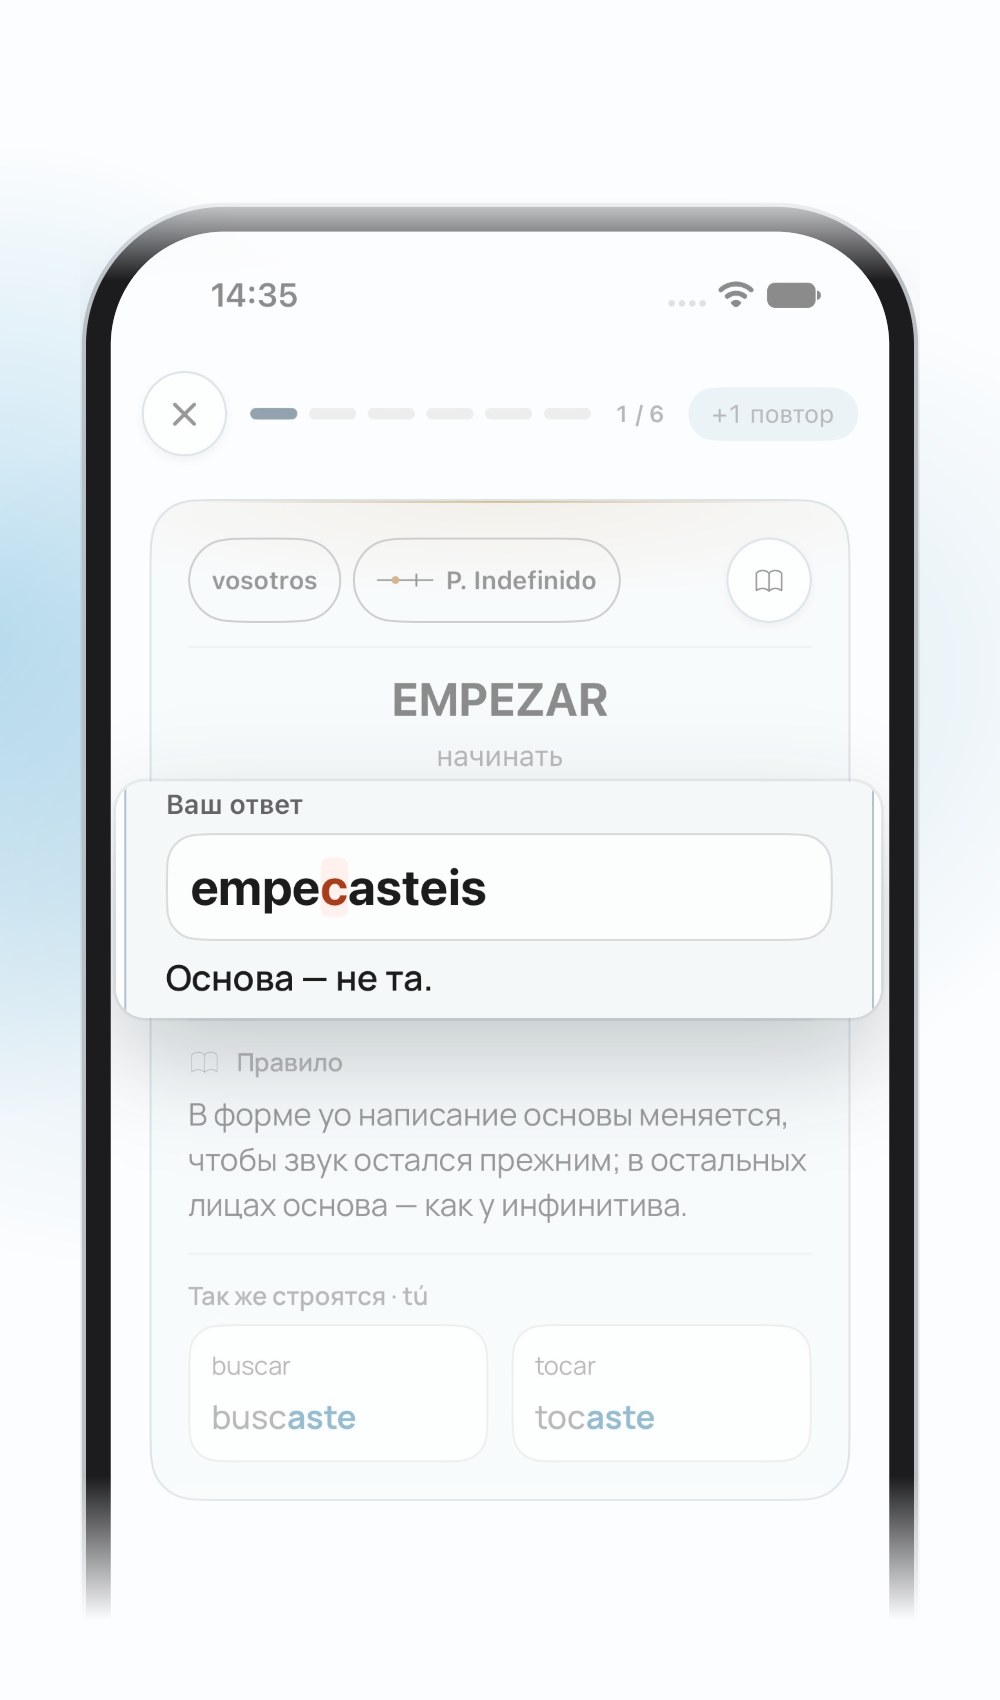 14:35
1 / 6
+1 повтор
vosotros
P. Indefinido
EMPEZAR
начинать
Ваш ответ
empecasteis
Основа — не та.
Правило
В форме yo написание основы меняется,
чтобы звук остался прежним; в остальных
лицах основа — как у инфинитива.
Так же строятся · tú
buscar
buscaste
tocar
tocaste